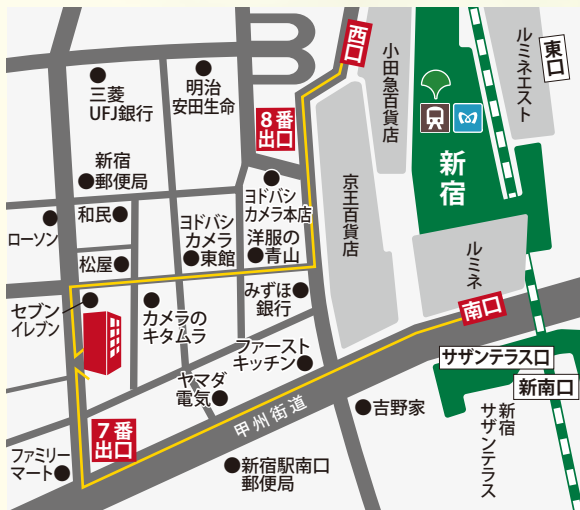 西口
小田急百貨店
ルミネエスト
東口
三菱
UFJ銀行
明治
安田生命
8番
出口
新宿
新宿
郵便局
ヨドバシ
カメラ本店
京王百貨店
和民
ローソン
ヨドバシ
カメラ
東館
洋服の
青山
ルミネ
松屋
みずほ
銀行
南口
セブン
イレブン
カメラの
キタムラ
ファースト
キッチン
サザンテラス口
新南口
ヤマダ
電気
甲州街道
吉野家
新宿
サザンテラス
7番
出口
ファミリー
マート
新宿駅南口
郵便局